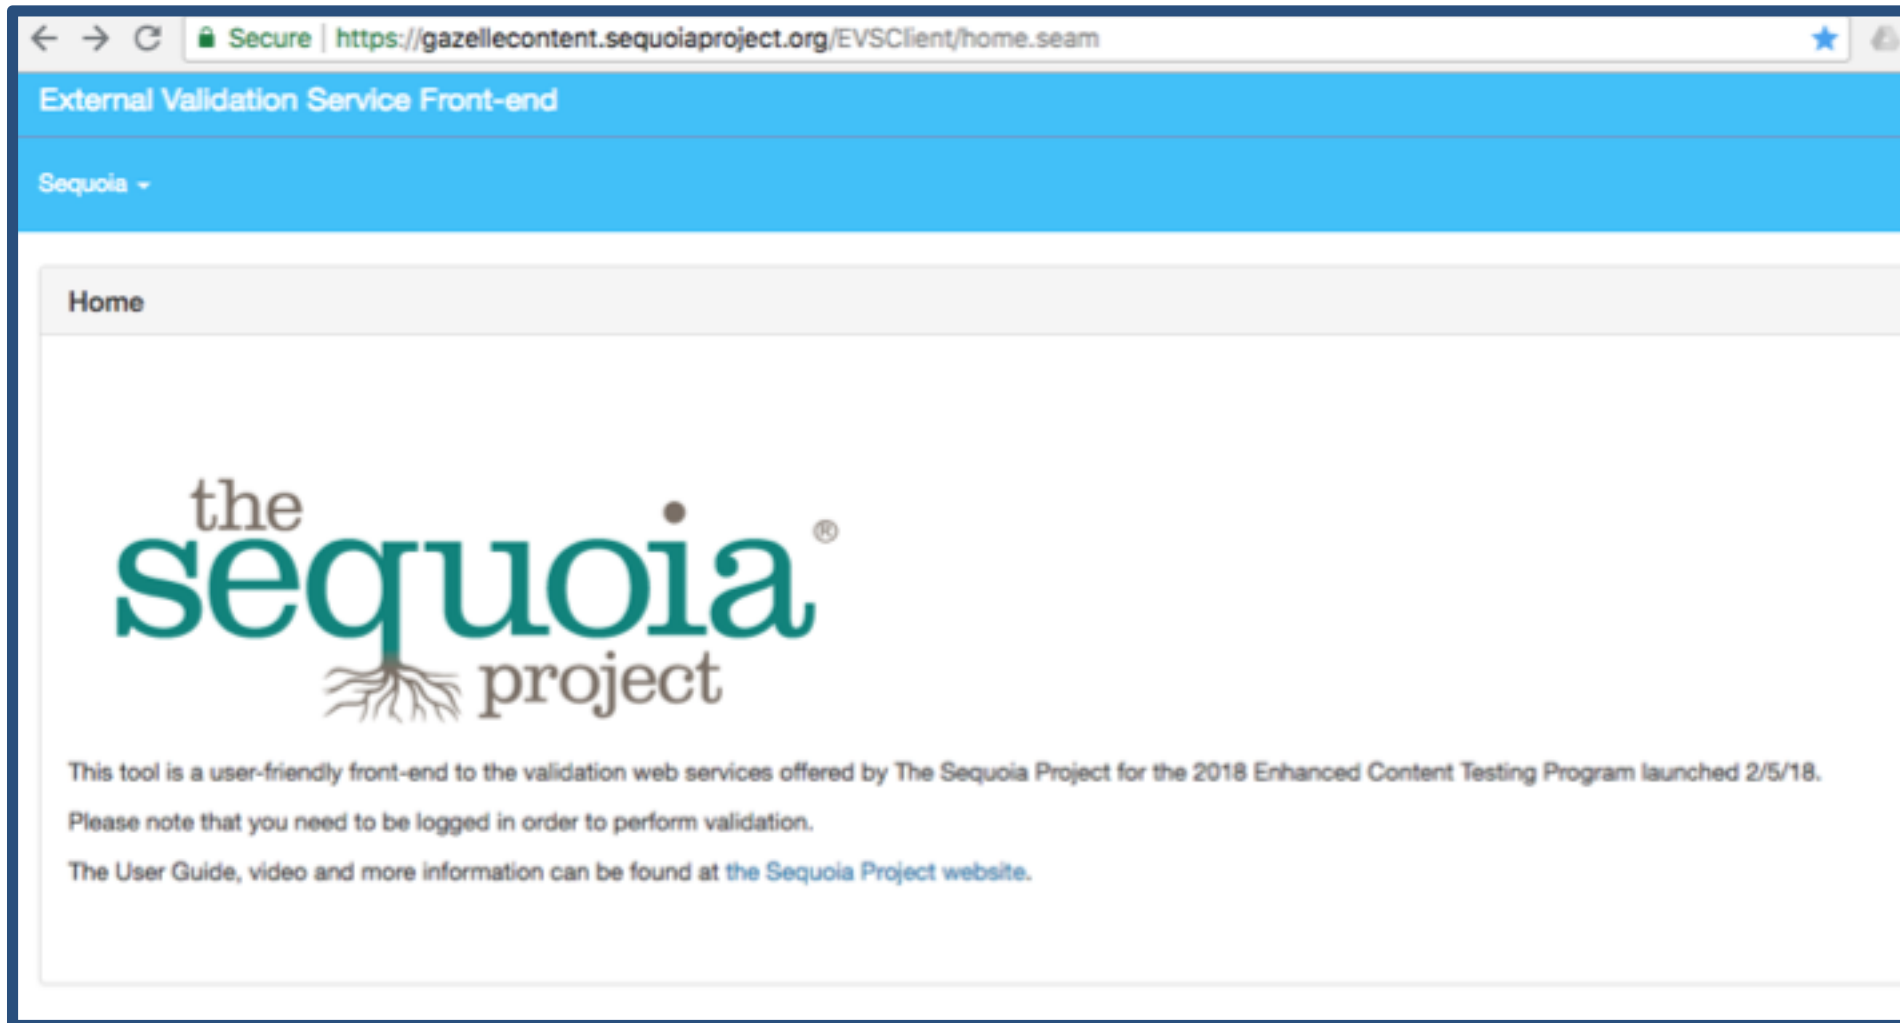 Secure | https://gazellecontent.sequoiaproject.org/EVSClient/home.seam
External Validation Service Front-end
Sequoia
Home
the
sequoia®
project
This tool is a user-friendly front-end to the validation web services offered by The Sequoia Project for the 2018 Enhanced Content Testing Program launched 2/5/18.
Please note that you need to be logged in order to perform validation.
The User Guide, video and more information can be found at the Sequoia Project website.